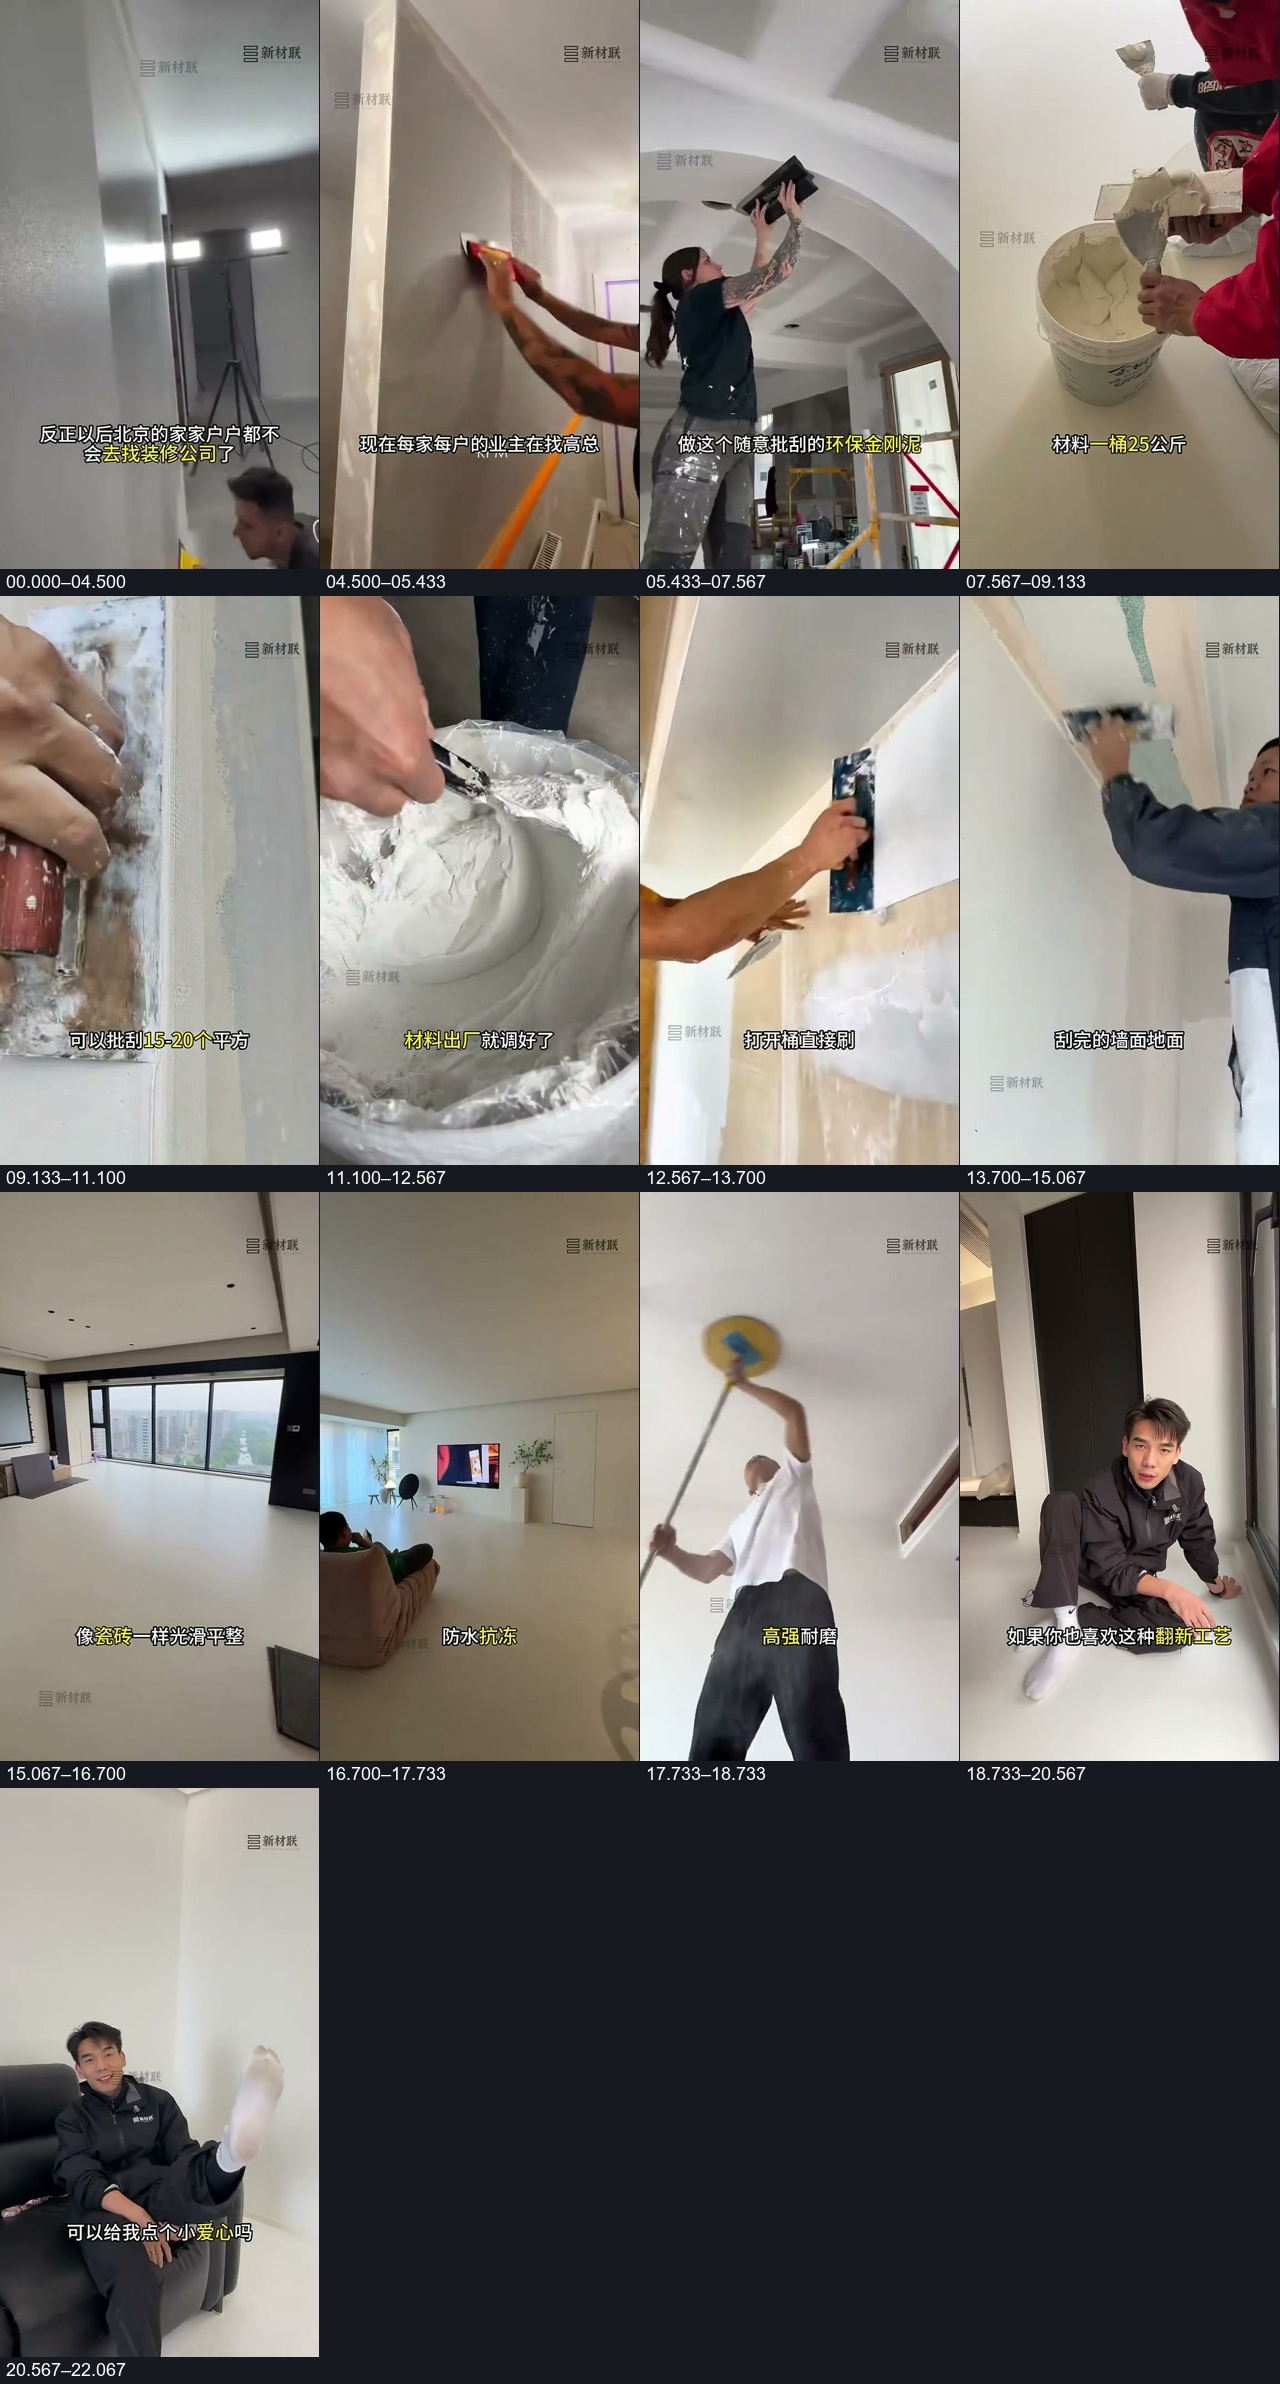 新材联
新材联
反正以后北京的家家户户都不
会去找装修公司了
00.000–04.500
新材联
新材联
现在每家每户的业主在找高总
04.500–05.433
新材联
新材联
做这个随意批刮的环保金刚泥
05.433–07.567
新材联
新材联
材料一桶25公斤
07.567–09.133
新材联
可以批刮15-20个平方
09.133–11.100
新材联
新材联
材料出厂就调好了
11.100–12.567
新材联
新材联
打开桶直接刷
12.567–13.700
新材联
刮完的墙面地面
新材联
13.700–15.067
新材联
像瓷砖一样光滑平整
新材联
15.067–16.700
新材联
防水抗冻
新材联
16.700–17.733
新材联
高强耐磨
17.733–18.733
新材联
如果你也喜欢这种翻新工艺
18.733–20.567
新材联
新材联
可以给我点个小爱心吗
20.567–22.067